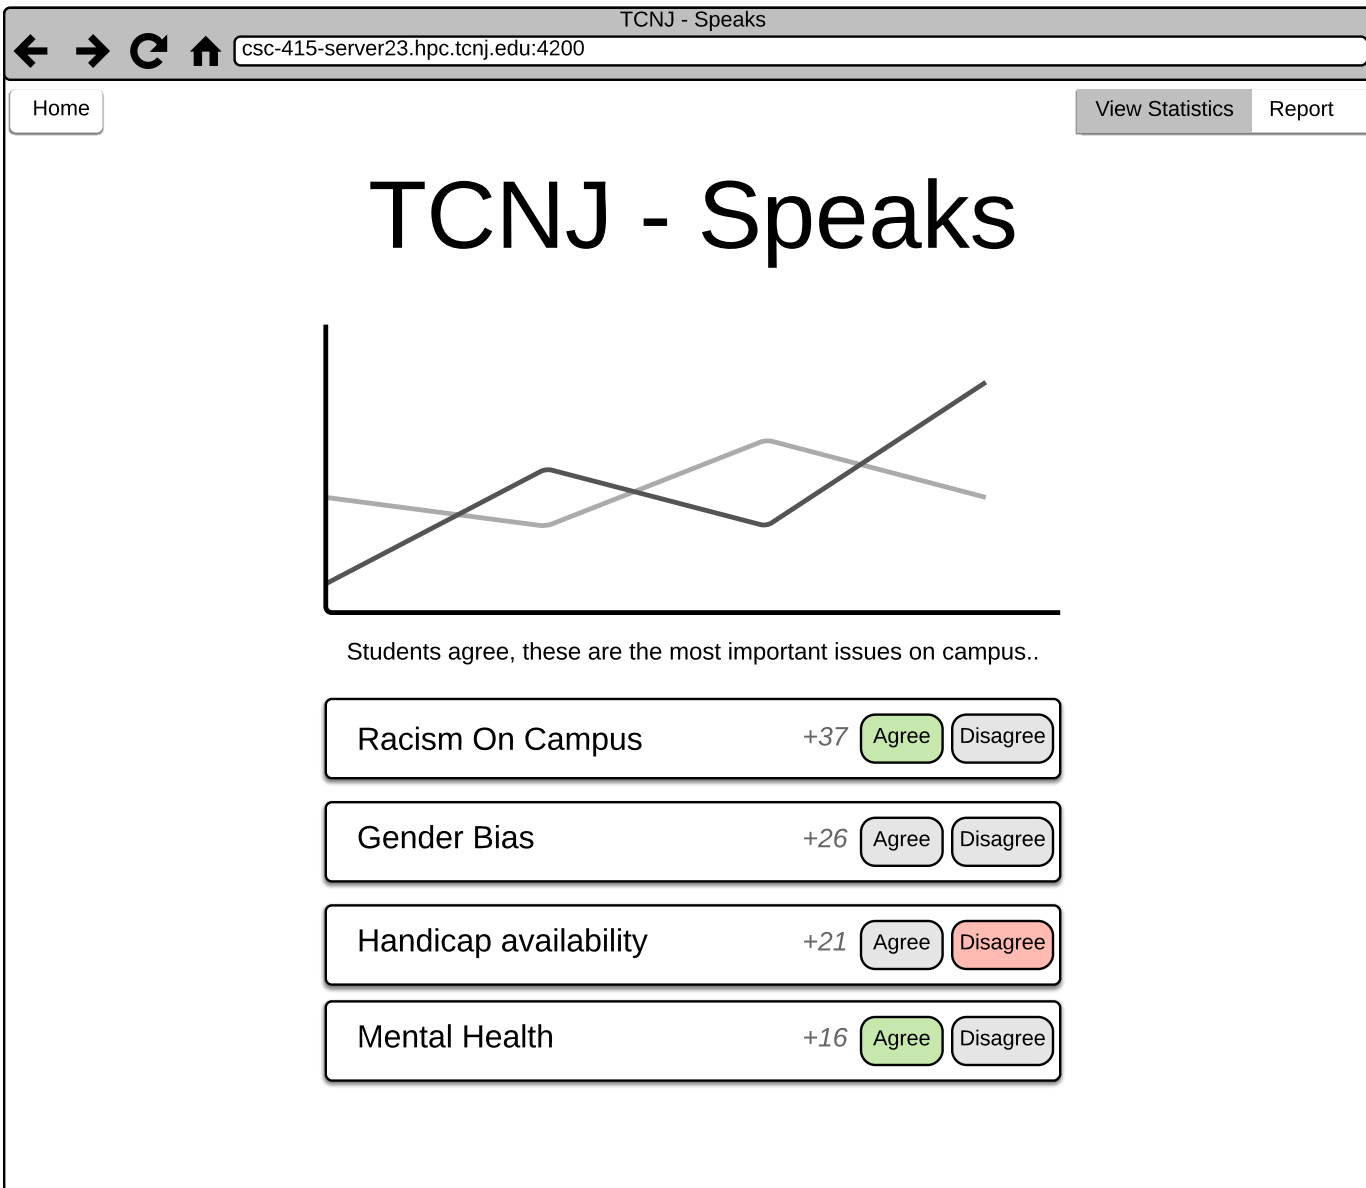 TCNJ - Speaks
csc-415-server23.hpc.tcnj.edu:4200
Home
View Statistics
Report
TCNJ - Speaks
Students agree, these are the most important issues on campus..
Racism On Campus +37 Agree Disagree
Gender Bias +26 Agree Disagree
Handicap availability +21 Agree Disagree
Mental Health +16 Agree Disagree